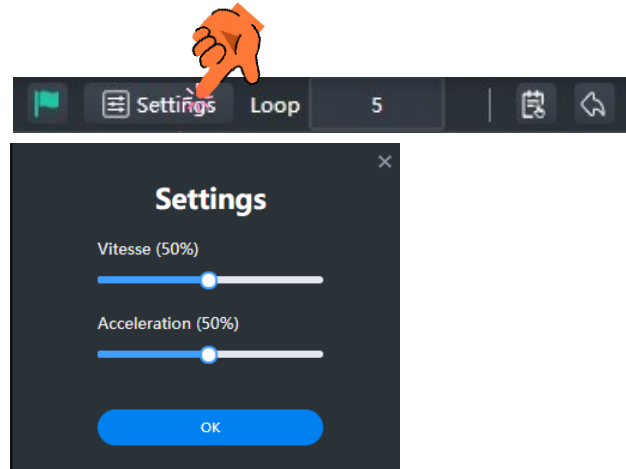 Settings Loop 5
Settings
Vitesse (50%)
Acceleration (50%)
OK